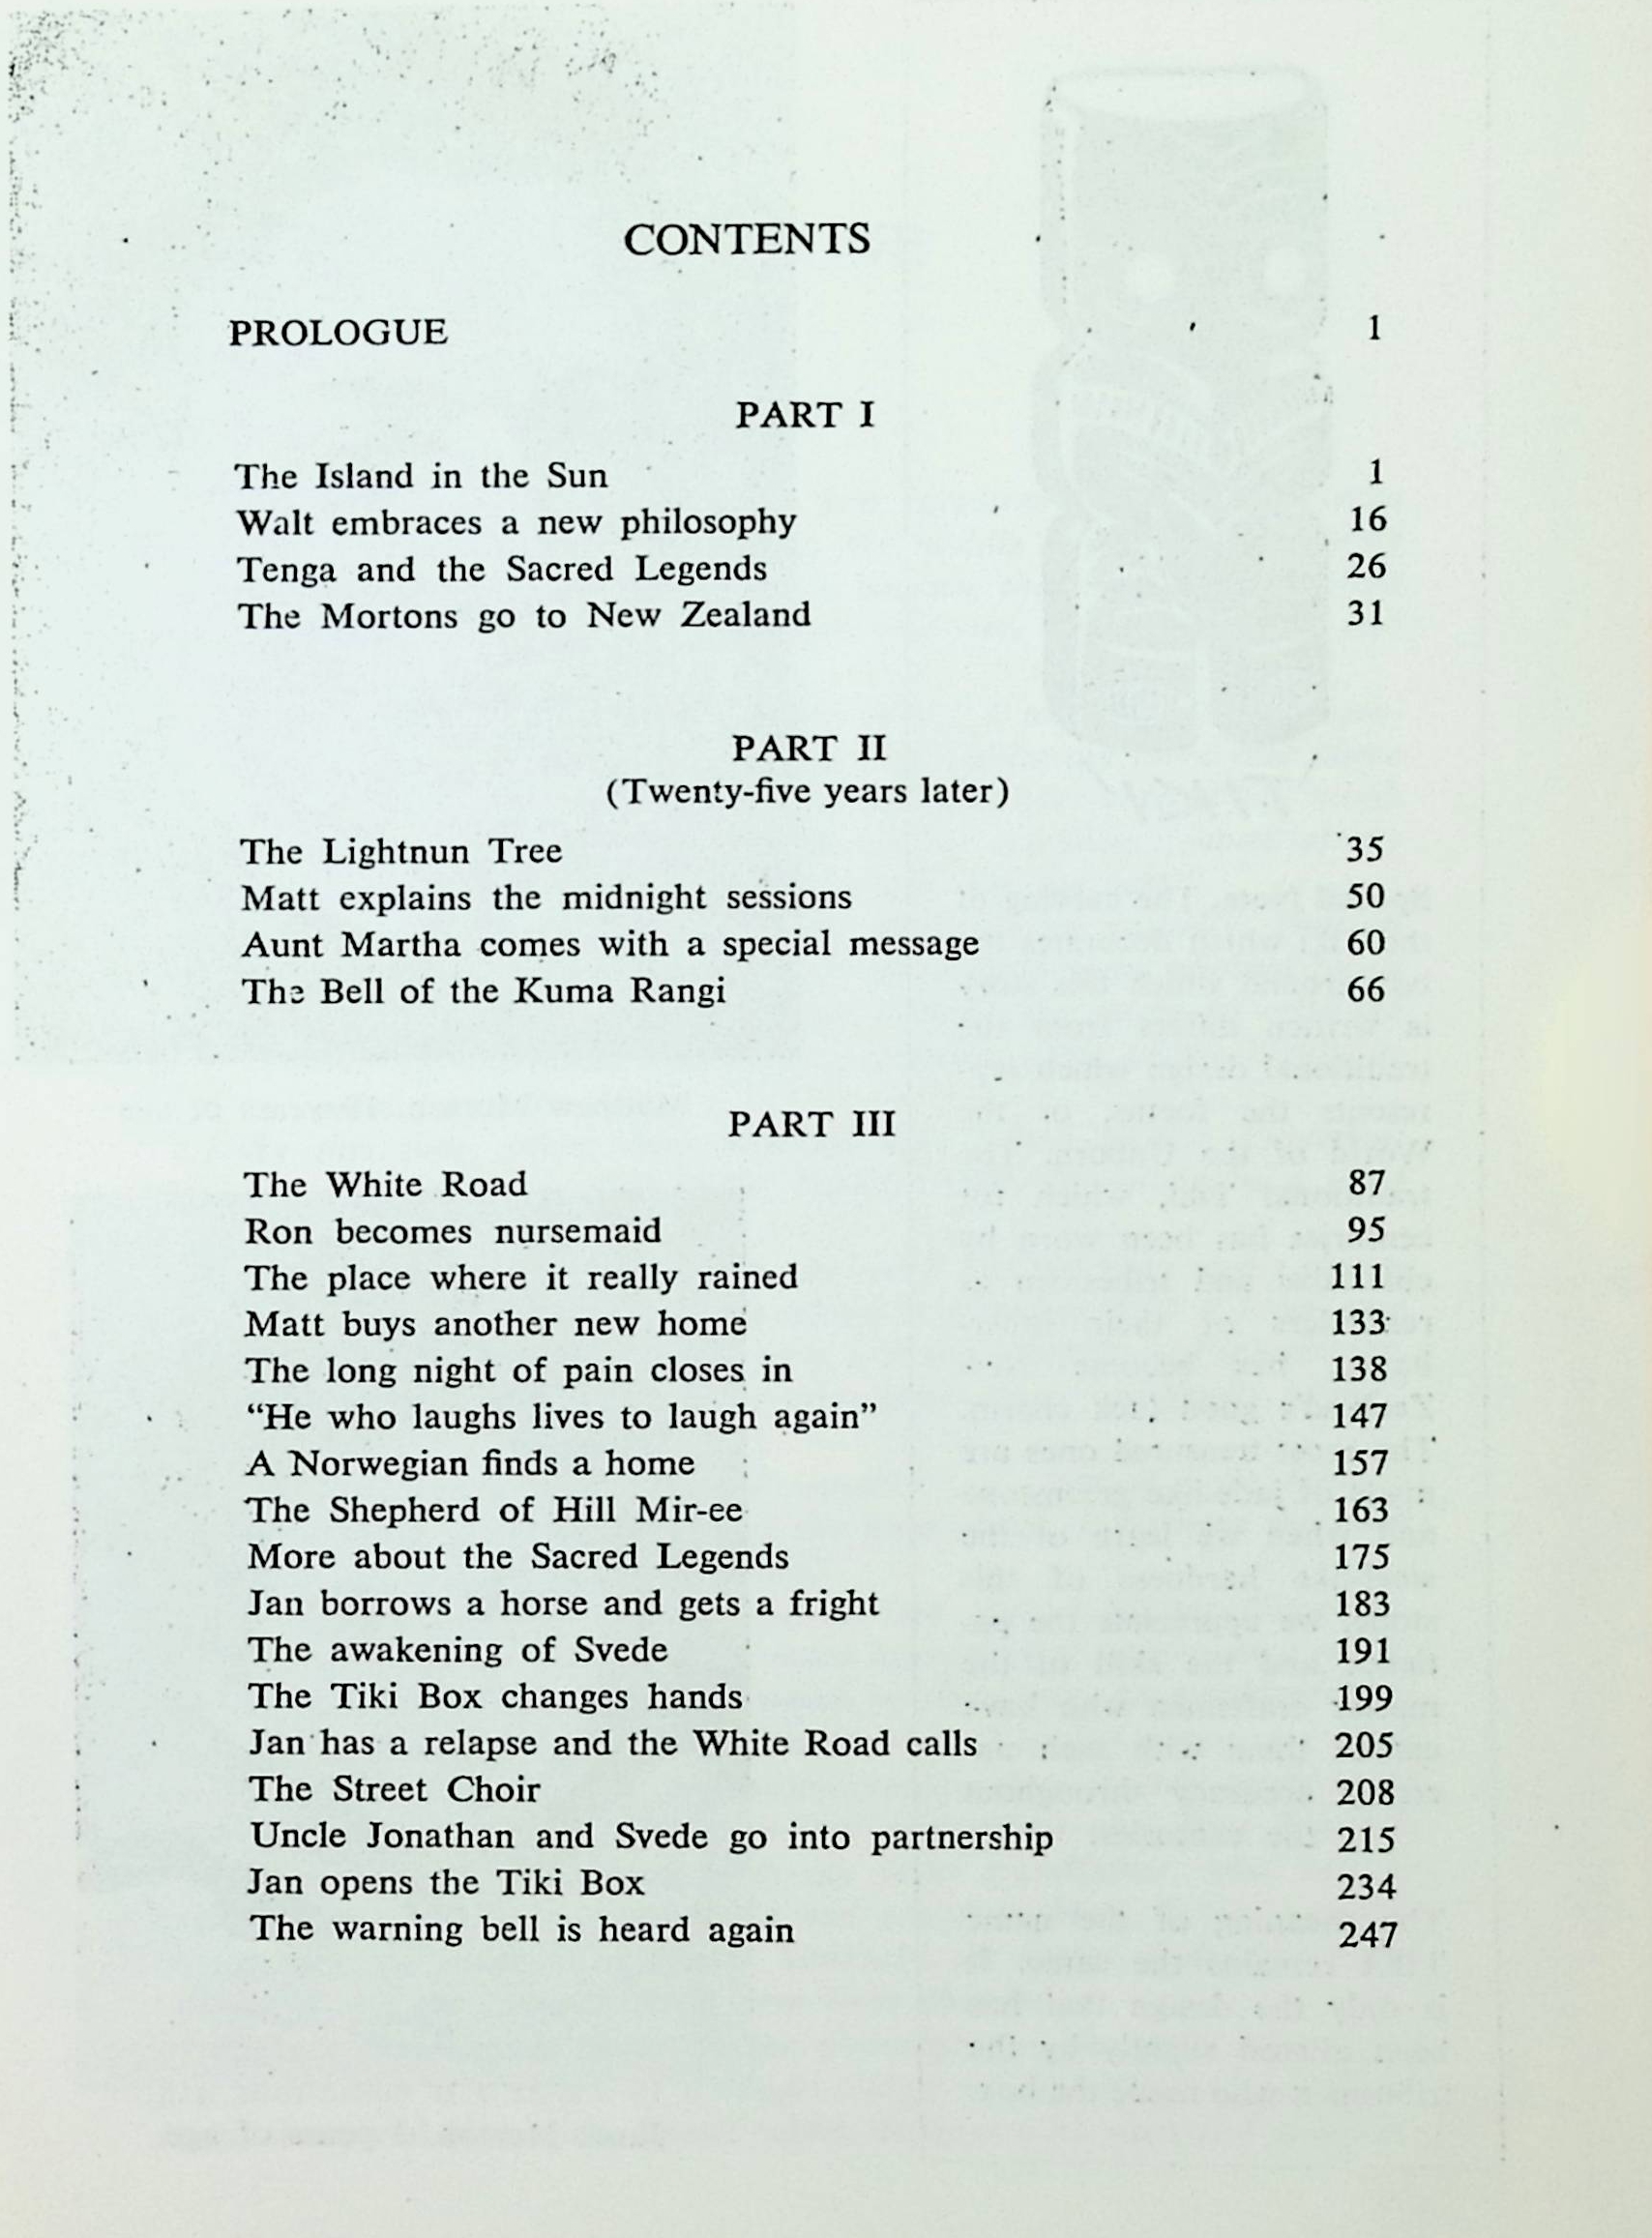 CONTENTS
PROLOGUE 1
PART I
The Island in the Sun 1
Walt embraces a new philosophy 16
Tenga and the Sacred Legends 26
The Mortons go to New Zealand 31
PART II
(Twenty-five years later)
The Lightnun Tree 35
Matt explains the midnight sessions 50
Aunt Martha comes with a special message 60
The Bell of the Kuma Rangi 66
PART III
The White Road 87
Ron becomes nursemaid 95
The place where it really rained 111
Matt buys another new home 133
The long night of pain closes in 138
“He who laughs lives to laugh again” 147
A Norwegian finds a home 157
The Shepherd of Hill Mir-ee 163
More about the Sacred Legends 175
Jan borrows a horse and gets a fright 183
The awakening of Svede 191
The Tiki Box changes hands 199
Jan has a relapse and the White Road calls 205
The Street Choir 208
Uncle Jonathan and Svede go into partnership 215
Jan opens the Tiki Box 234
The warning bell is heard again 247